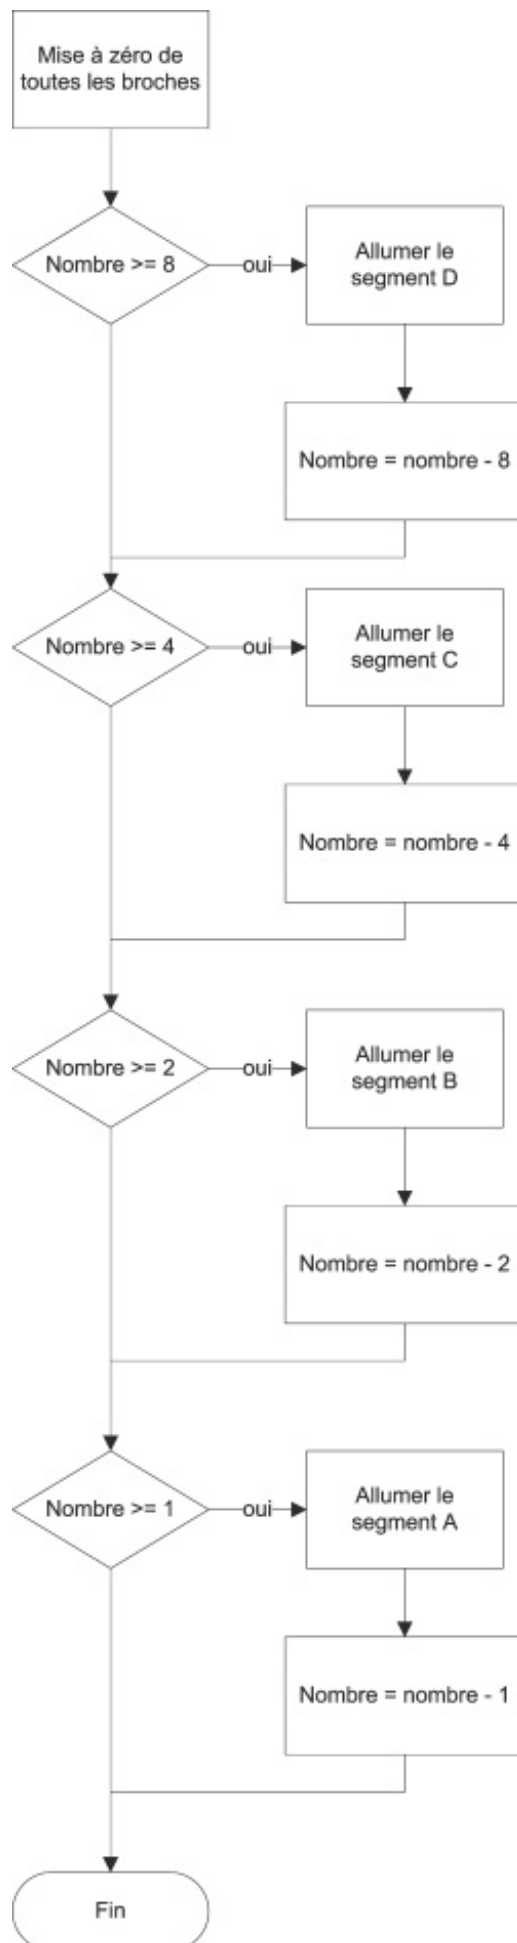 Mise à zéro de
toutes les broches
Nombre >= 8
oui
Allumer le
segment D
Nombre = nombre - 8
Nombre >= 4
oui
Allumer le
segment C
Nombre = nombre - 4
Nombre >= 2
oui
Allumer le
segment B
Nombre = nombre - 2
Nombre >= 1
oui
Allumer le
segment A
Nombre = nombre - 1
Fin